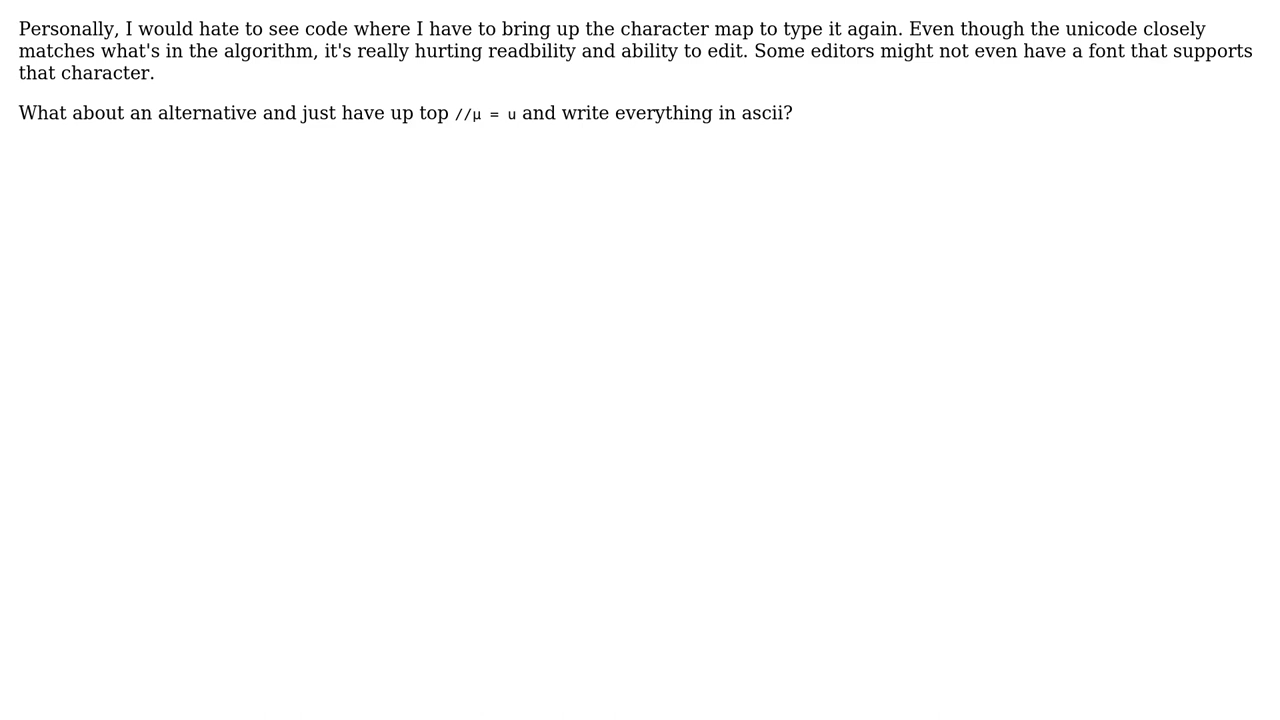 Personally, I would hate to see code where I have to bring up the character map to type it again. Even though the unicode closely
matches what's in the algorithm, it's really hurting readbility and ability to edit. Some editors might not even have a font that supports
that character.
What about an alternative and just have up top //μ = u and write everything in ascii?